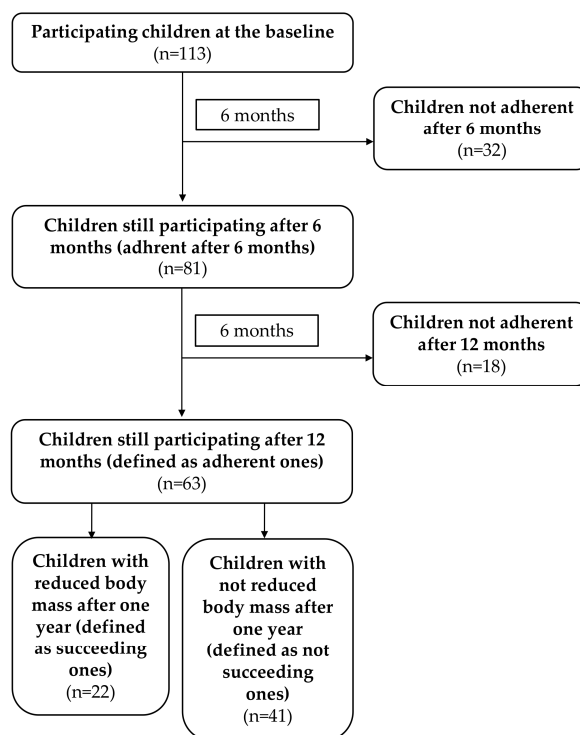 Participating children at the baseline
(n=113)
6 months
Children not adherent
after 6 months
(n=32)
Children still participating after 6
months (adhrent after 6 months)
(n=81)
6 months
Children not adherent
after 12 months
(n=18)
Children still participating after 12
months (defined as adherent ones)
(n=63)
Children with
reduced body
mass after one
year (defined
as succeeding
ones)
(n=22)
Children with
not reduced
body mass after
one year
(defined as not
succeeding
ones)
(n=41)